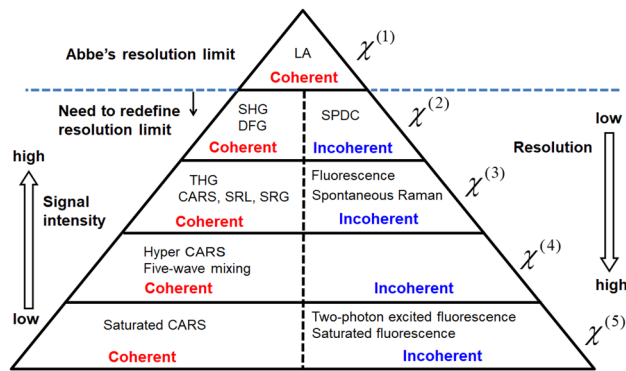 Abbe's resolution limit
LA
Coherent
χ(1)
Need to redefine
resolution limit
SHG
DFG
Coherent
SPDC
Incoherent
χ(2)
low
Resolution
high
high
Signal
intensity
low
THG
CARS, SRL, SRG
Coherent
Fluorescence
Spontaneous Raman
Incoherent
χ(3)
Hyper CARS
Five-wave mixing
Coherent
Incoherent
χ(4)
Saturated CARS
Coherent
Two-photon excited fluorescence
Saturated fluorescence
Incoherent
χ(5)